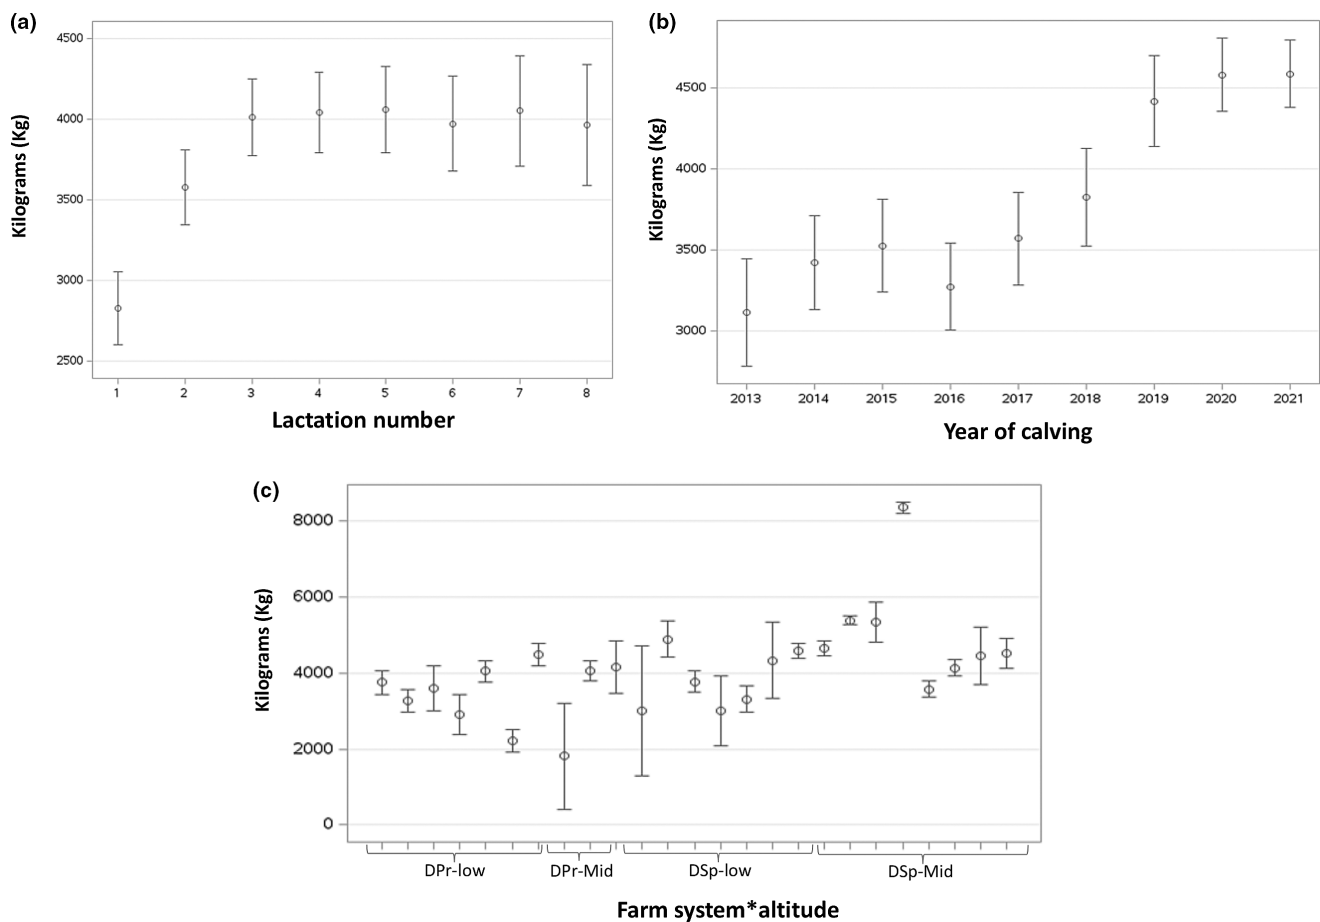 (a)
4500
4000
3500
3000
2500
Kilograms (Kg)
1 2 3 4 5 6 7 8
Lactation number
(b)
4500
4000
3500
3000
Kilograms (Kg)
2013 2014 2015 2016 2017 2018 2019 2020 2021
Year of calving
(c)
8000
6000
4000
2000
0
Kilograms (Kg)
DPr-low DPr-Mid DSp-low DSp-Mid
Farm system*altitude